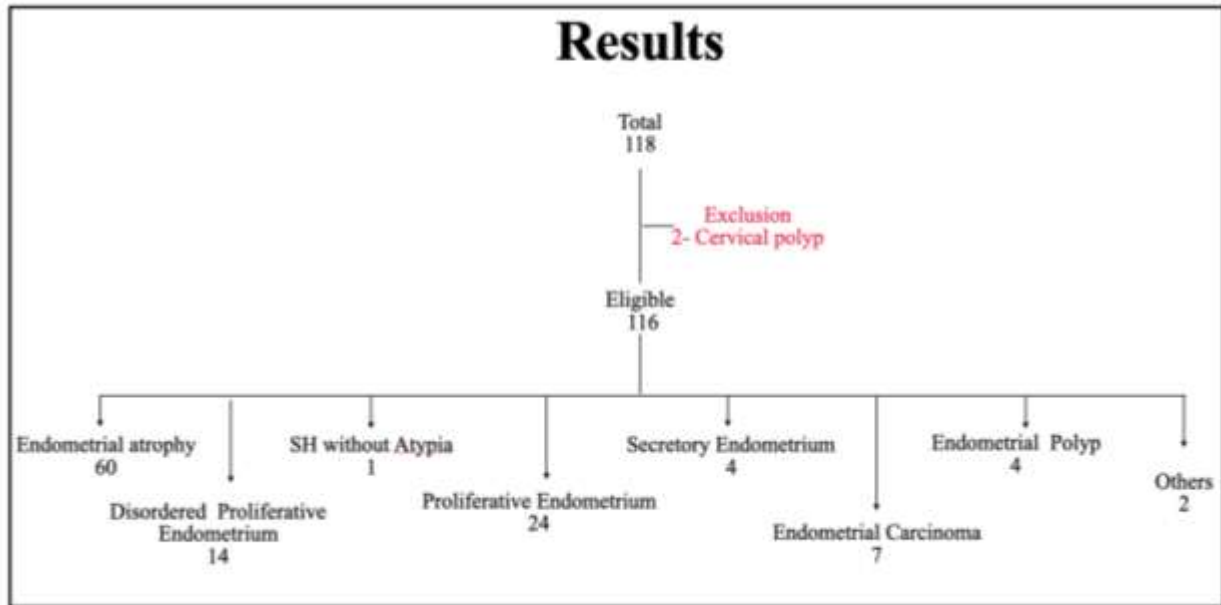 Results
Total
118
Exclusion
2- Cervical polyp
Eligible
116
Endometrial atrophy
60
Disordered Proliferative
Endometrium
14
SH without Atypia
1
Proliferative Endometrium
24
Secretory Endometrium
4
Endometrial Carcinoma
7
Endometrial Polyp
4
Others
2